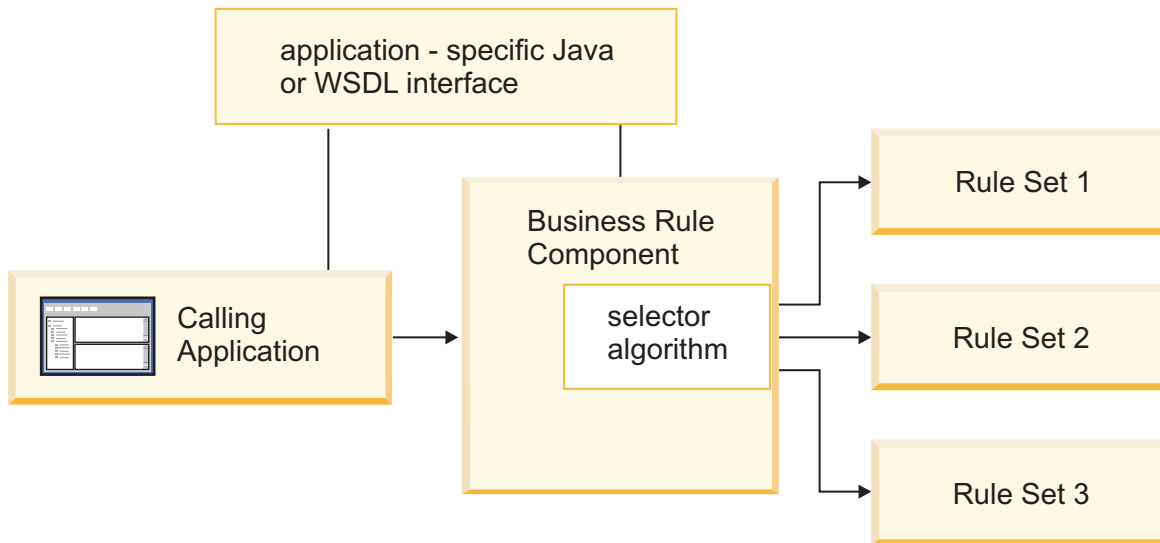 application - specific Java
or WSDL interface
Business Rule
Component
selector
algorithm
Calling
Application
Rule Set 1
Rule Set 2
Rule Set 3